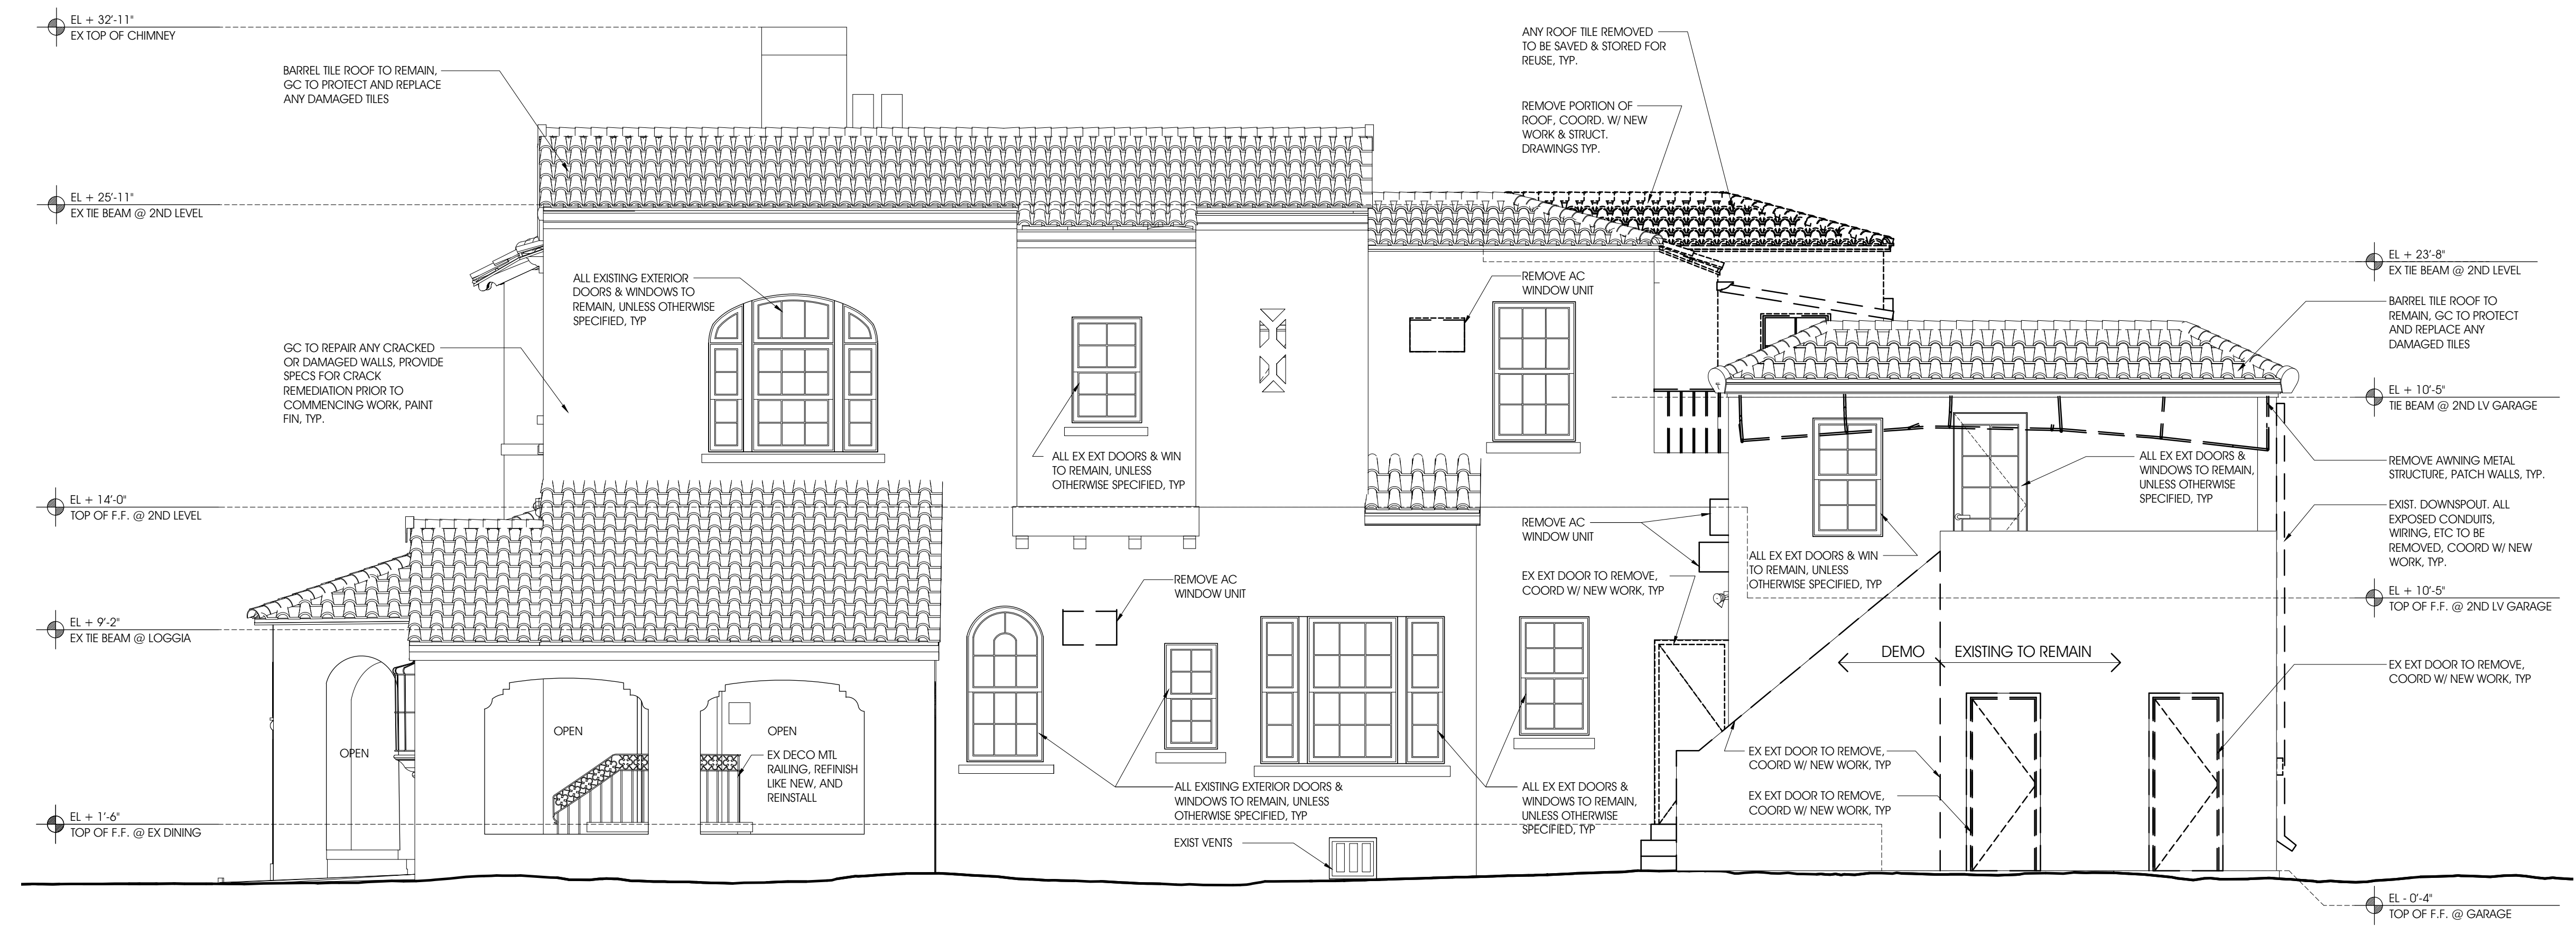 EL + 32'-11"
EX TOP OF CHIMNEY
BARREL TILE ROOF TO REMAIN,
GC TO PROTECT AND REPLACE
ANY DAMAGED TILES
EL + 25'-11"
EX TIE BEAM @ 2ND LEVEL
GC TO REPAIR ANY CRACKED
OR DAMAGED WALLS, PROVIDE
SPECS FOR CRACK
REMEDIATION PRIOR TO
COMMENCING WORK, PAINT
FIN, TYP.
EL + 14'-0"
TOP OF F.F. @ 2ND LEVEL
EL + 9'-2"
EX TIE BEAM @ LOGGIA
EL + 1'-6"
TOP OF F.F. @ EX DINING
ALL EXISTING EXTERIOR
DOORS & WINDOWS TO
REMAIN, UNLESS OTHERWISE
SPECIFIED, TYP
ALL EX EXT DOORS & WIN
TO REMAIN, UNLESS
OTHERWISE SPECIFIED, TYP
OPEN
OPEN
OPEN
EX DECO MTL
RAILING, REFINISH
LIKE NEW, AND
REINSTALL
REMOVE AC
WINDOW UNIT
ALL EXISTING EXTERIOR DOORS &
WINDOWS TO REMAIN, UNLESS
OTHERWISE SPECIFIED, TYP
EXIST VENTS
ANY ROOF TILE REMOVED
TO BE SAVED & STORED FOR
REUSE, TYP.
REMOVE PORTION OF
ROOF, COORD. W/ NEW
WORK & STRUCT.
DRAWINGS TYP.
REMOVE AC
WINDOW UNIT
REMOVE AC
WINDOW UNIT
EX EXT DOOR TO REMOVE,
COORD W/ NEW WORK, TYP
ALL EX EXT DOORS &
WINDOWS TO REMAIN,
UNLESS OTHERWISE
SPECIFIED, TYP
ALL EX EXT DOORS & WIN
TO REMAIN, UNLESS
OTHERWISE SPECIFIED, TYP
ALL EX EXT DOORS &
WINDOWS TO REMAIN,
UNLESS OTHERWISE
SPECIFIED, TYP
DEMO
EXISTING TO REMAIN
EX EXT DOOR TO REMOVE,
COORD W/ NEW WORK, TYP
EX EXT DOOR TO REMOVE,
COORD W/ NEW WORK, TYP
EL + 23'-8"
EX TIE BEAM @ 2ND LEVEL
BARREL TILE ROOF TO
REMAIN, GC TO PROTECT
AND REPLACE ANY
DAMAGED TILES
EL + 10'-5"
TIE BEAM @ 2ND LV GARAGE
REMOVE AWNING METAL
STRUCTURE, PATCH WALLS, TYP.
EXIST. DOWNSPOUT. ALL
EXPOSED CONDUITS,
WIRING, ETC TO BE
REMOVED, COORD W/ NEW
WORK, TYP.
EL + 10'-5"
TOP OF F.F. @ 2ND LV GARAGE
EX EXT DOOR TO REMOVE,
COORD W/ NEW WORK, TYP
EL - 0'-4"
TOP OF F.F. @ GARAGE